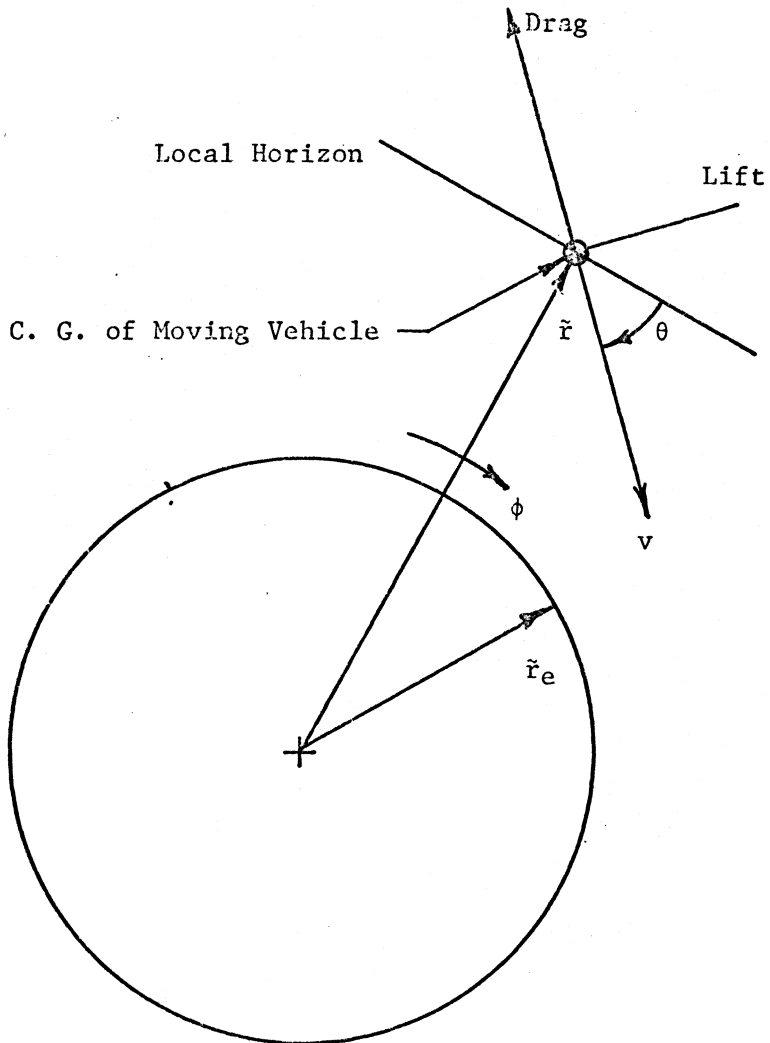 Drag
Local Horizon
Lift
C. G. of Moving Vehicle
r̃
θ
ϕ
v
r̃e